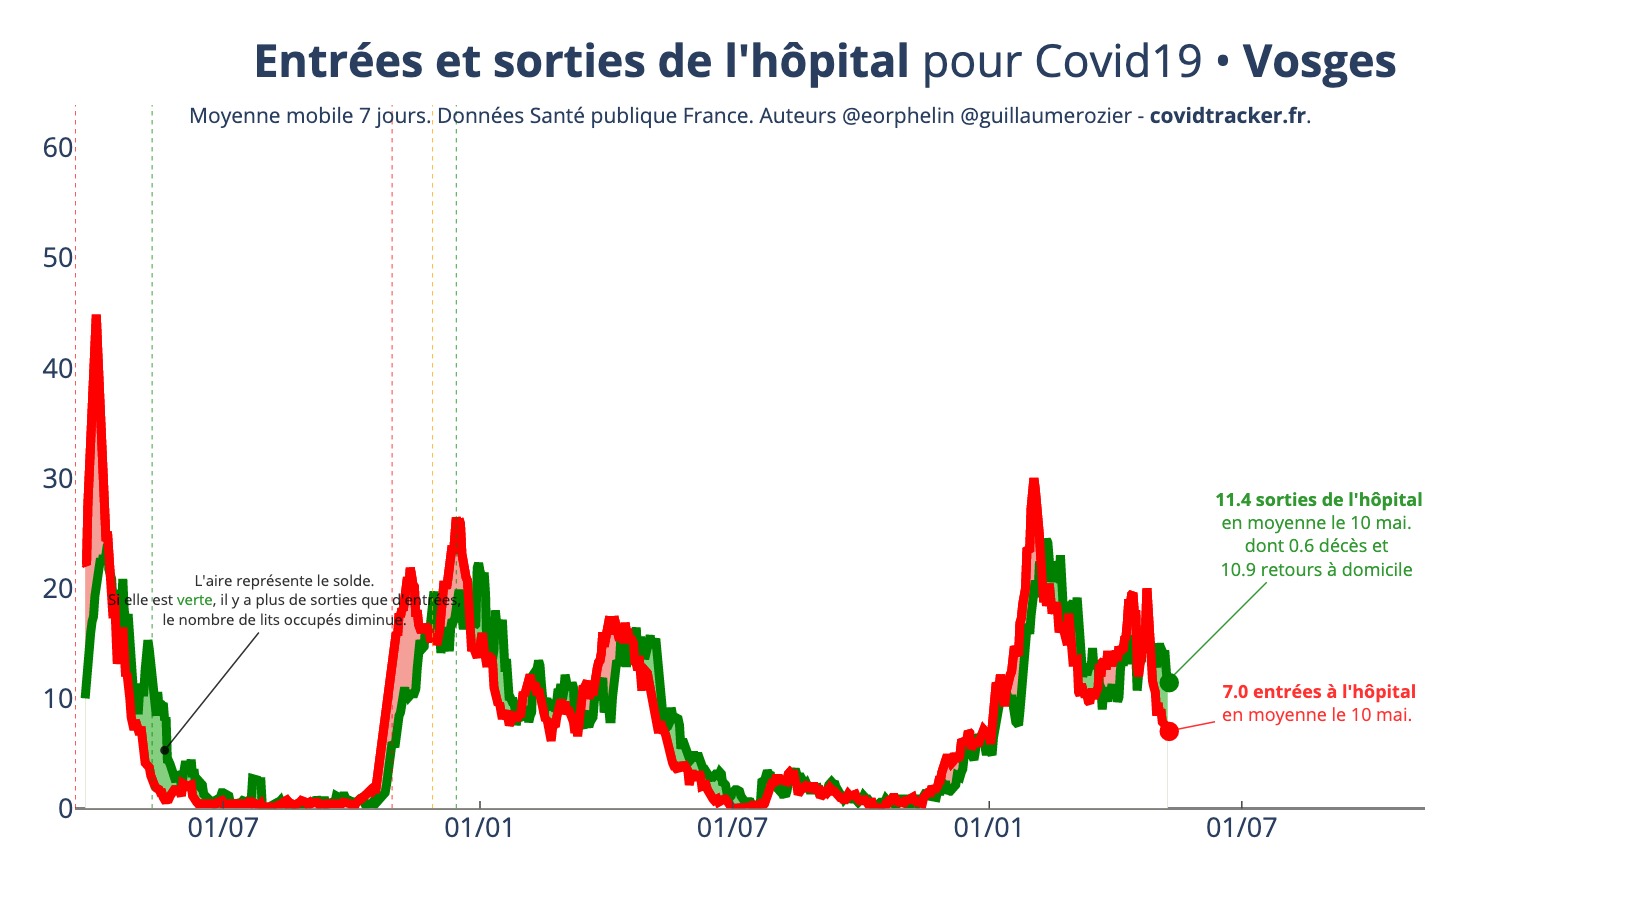 Entrées et sorties de l'hôpital pour Covid19 • Vosges
Moyenne mobile 7 jours. Données Santé publique France. Auteurs @eorphelin @guillaumerozier - covidtracker.fr.
60
50
40
30
20
10
0
L'aire représente le solde.
Si elle est verte, il y a plus de sorties que d'entrées,
le nombre de lits occupés diminue.
11.4 sorties de l'hôpital
en moyenne le 10 mai.
dont 0.6 décès et
10.9 retours à domicile
7.0 entrées à l'hôpital
en moyenne le 10 mai.
01/07
01/01
01/07
01/01
01/07